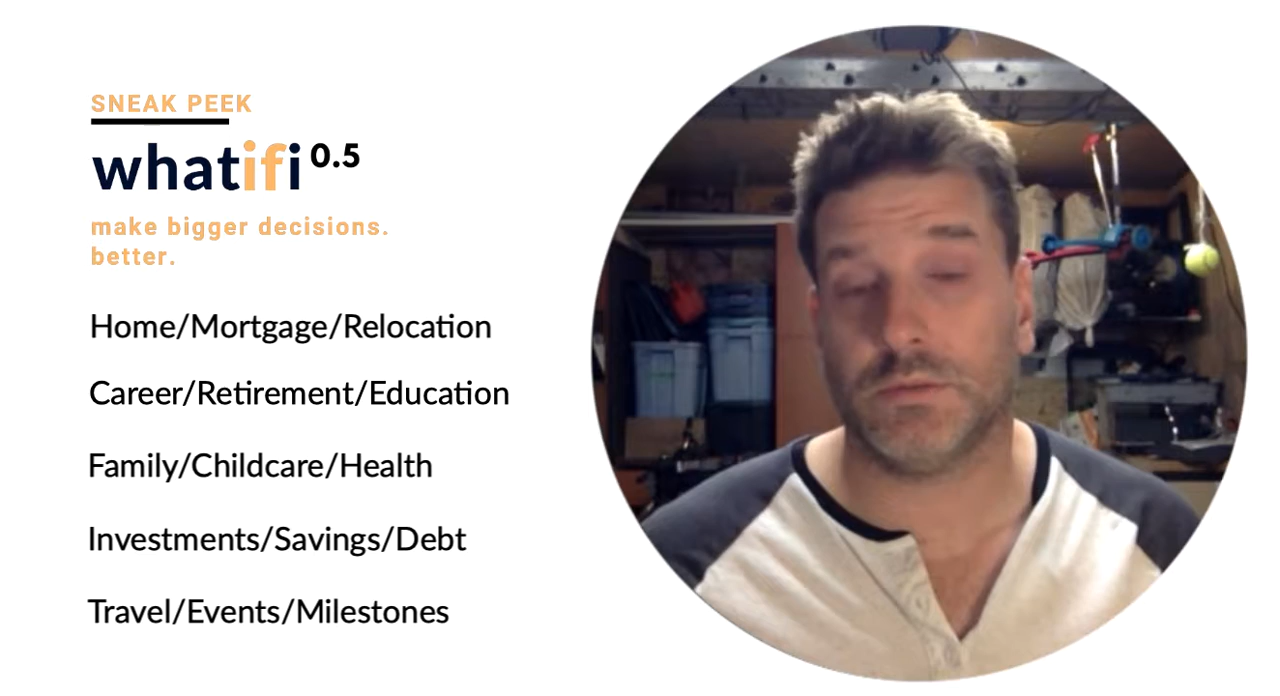 SNEAK PEEK
whatifi 0.5
make bigger decisions.
better.
Home/Mortgage/Relocation
Career/Retirement/Education
Family/Childcare/Health
Investments/Savings/Debt
Travel/Events/Milestones